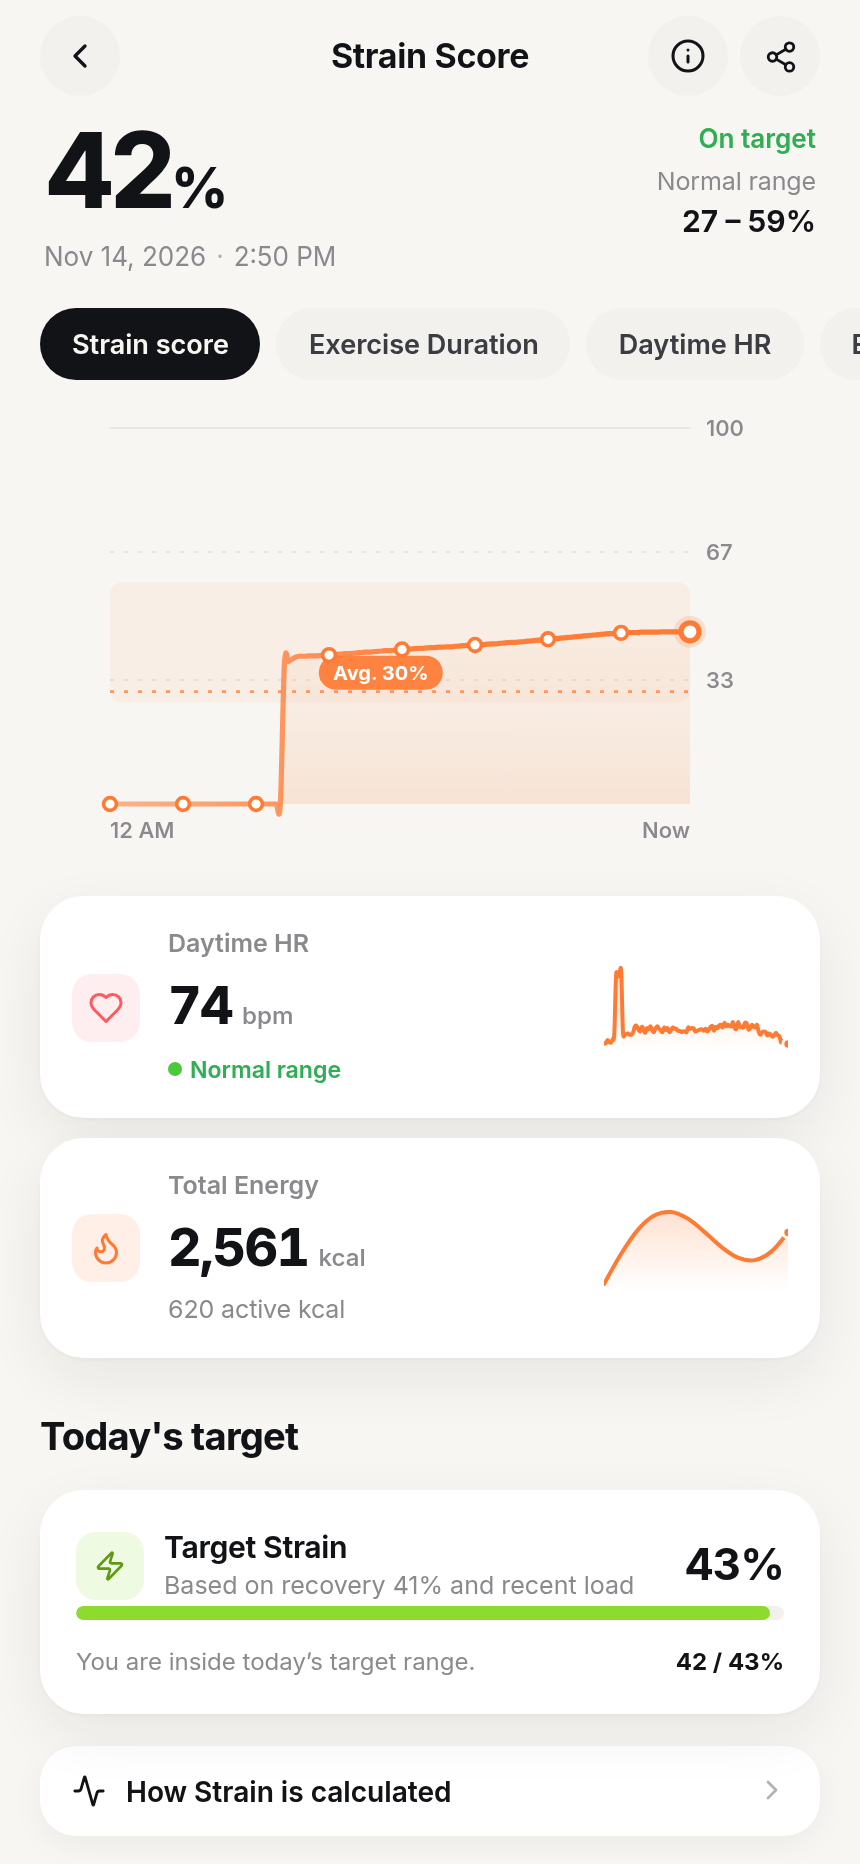 Strain Score
42%
On target
Normal range
27 – 59%
Nov 14, 2026 · 2:50 PM
Strain score
Exercise Duration
Daytime HR
100
67
Avg. 30%
33
12 AM
Now
Daytime HR
74 bpm
Normal range
Total Energy
2,561 kcal
620 active kcal
Today's target
Target Strain
43%
Based on recovery 41% and recent load
You are inside today’s target range.
42 / 43%
How Strain is calculated